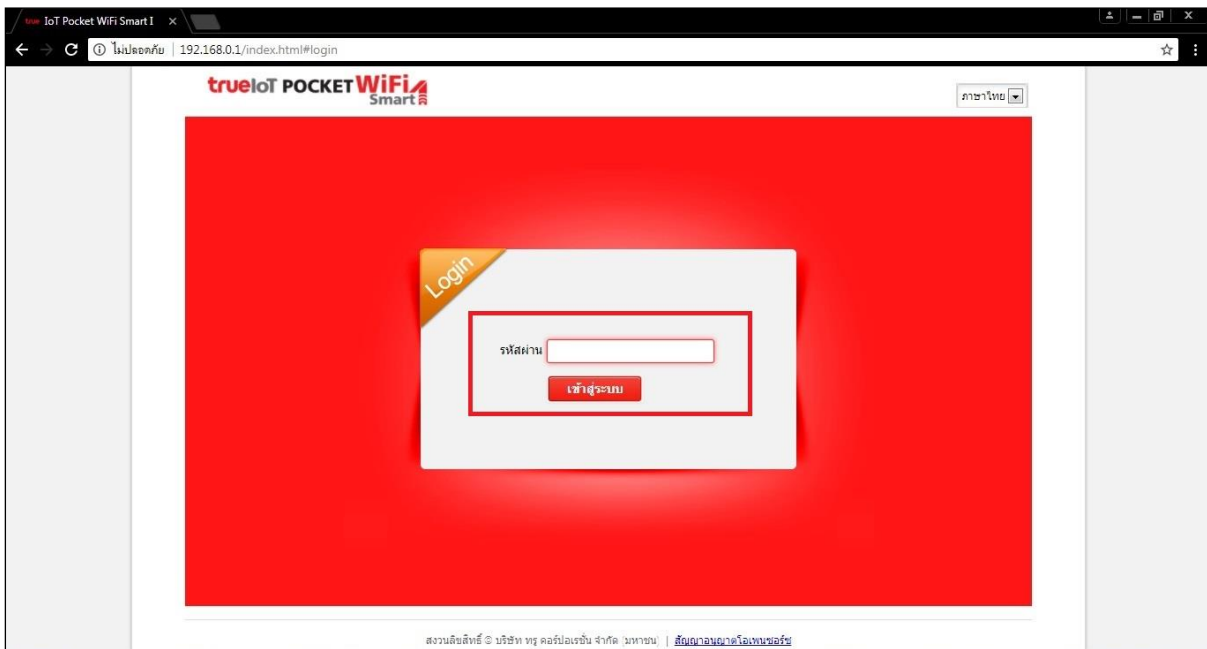 true IoT Pocket WiFi Smart I
ไม่ปลอดภัย | 192.168.0.1/index.html#login
trueIoT POCKET WiFi 4G
Smart
ภาษาไทย
Login
รหัสผ่าน
เข้าสู่ระบบ
สงวนลิขสิทธิ์ © บริษัท ทรู คอร์ปอเรชั่น จำกัด (มหาชน) | สัญญาอนุญาตโอเพนซอร์ซ